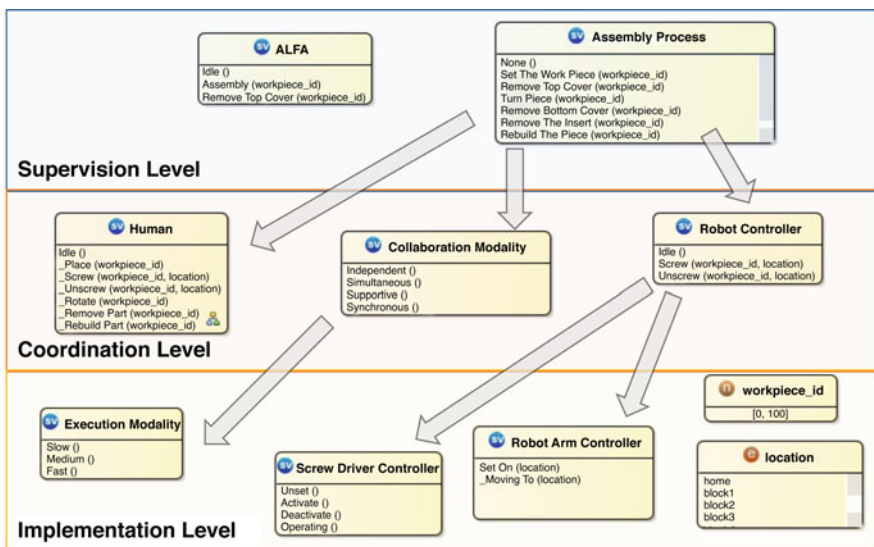 SV ALFA
Idle ()
Assembly (workpiece_id)
Remove Top Cover (workpiece_id)
SV Assembly Process
None ()
Set The Work Piece (workpiece_id)
Remove Top Cover (workpiece_id)
Turn Piece (workpiece_id)
Remove Bottom Cover (workpiece_id)
Remove The Insert (workpiece_id)
Rebuild The Piece (workpiece_id)
Supervision Level
SV Human
Idle ()
_Place (workpiece_id)
_Screw (workpiece_id, location)
_Unscrew (workpiece_id, location)
_Rotate (workpiece_id)
_Remove Part (workpiece_id)
_Rebuild Part (workpiece_id)
SV Collaboration Modality
Independent ()
Simultaneous ()
Supportive ()
Synchronous ()
SV Robot Controller
Idle ()
Screw (workpiece_id, location)
Unscrew (workpiece_id, location)
Coordination Level
SV Execution Modality
Slow ()
Medium ()
Fast ()
SV Screw Driver Controller
Unset ()
Activate ()
Deactivate ()
Operating ()
SV Robot Arm Controller
Set On (location)
_Moving To (location)
n workpiece_id
[0, 100]
e location
home
block1
block2
block3
Implementation Level